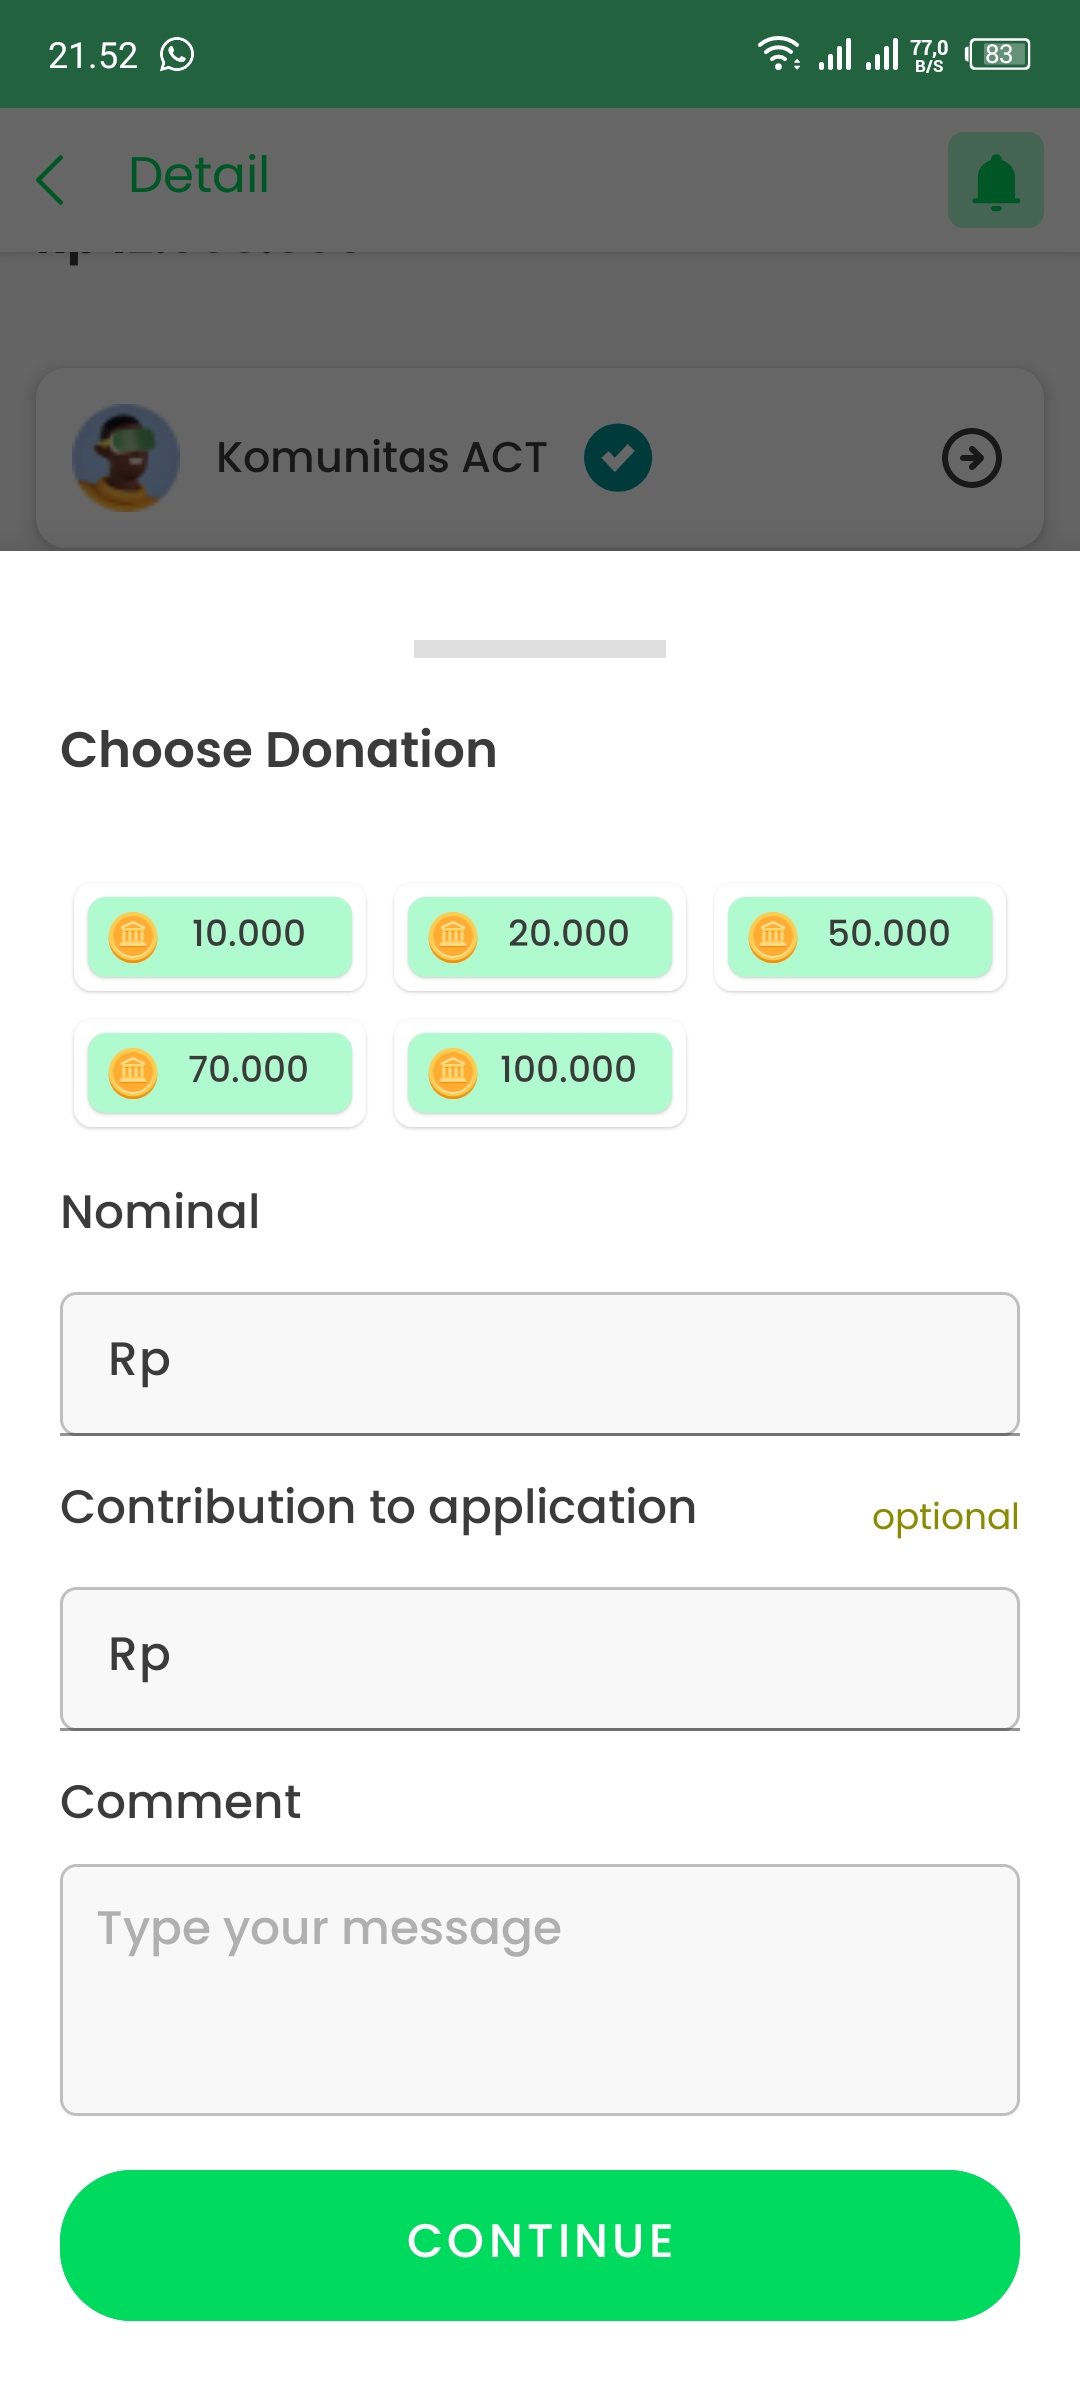 21.52 77,0 B/S 83
Detail
Komunitas ACT
Choose Donation
10.000 20.000 50.000
70.000 100.000
Nominal
Rp
Contribution to application optional
Rp
Comment
Type your message
CONTINUE